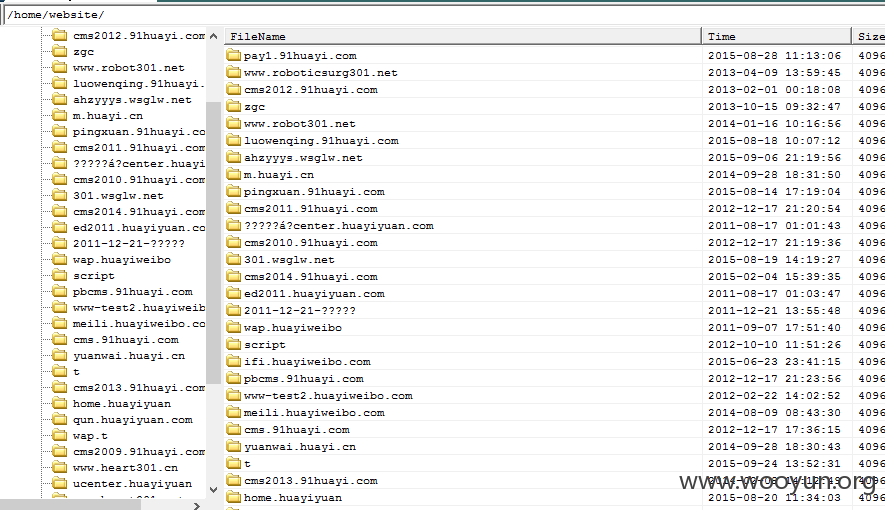 /home/website/
cms2012.91huayi.com
zgc
www.robot301.net
luowenqing.91huayi.
ahzyyys.wsglw.net
m.huayi.cn
pingxuan.91huayi.co
cms2011.91huayi.com
?????á?center.huayi
cms2010.91huayi.com
301.wsglw.net
cms2014.91huayi.com
ed2011.huayiyuan.co
2011-12-21-?????
wap.huayiweibo
script
pbcms.91huayi.com
www-test2.huayiweib
meili.huayiweibo.co
cms.91huayi.com
yuanwai.huayi.cn
t
cms2013.91huayi.com
home.huayiyuan
qun.huayiyuan.com
wap.t
cms2009.91huayi.com
www.heart301.cn
ucenter.huayiyuan
FileName Time Size
pay1.91huayi.com 2015-08-28 11:13:06 4096
www.roboticsurg301.net 2013-04-09 13:59:45 4096
cms2012.91huayi.com 2013-02-01 00:18:08 4096
zgc 2013-10-15 09:32:47 4096
www.robot301.net 2014-01-16 10:16:56 4096
luowenqing.91huayi.com 2015-08-18 10:07:12 4096
ahzyyys.wsglw.net 2015-09-06 21:19:56 4096
m.huayi.cn 2014-09-28 18:31:50 4096
pingxuan.91huayi.com 2015-08-14 17:19:04 4096
cms2011.91huayi.com 2012-12-17 21:20:54 4096
?????á?center.huayiyuan.com 2011-08-17 01:01:43 4096
cms2010.91huayi.com 2012-12-17 21:19:36 4096
301.wsglw.net 2015-08-19 14:19:27 4096
cms2014.91huayi.com 2015-02-04 15:39:35 4096
ed2011.huayiyuan.com 2011-08-17 01:03:47 4096
2011-12-21-????? 2011-12-21 13:55:48 4096
wap.huayiweibo 2011-09-07 17:51:40 4096
script 2012-10-10 11:51:26 4096
ifi.huayiweibo.com 2015-06-23 23:41:15 4096
pbcms.91huayi.com 2012-12-17 21:23:56 4096
www-test2.huayiweibo.com 2012-02-22 14:02:52 4096
meili.huayiweibo.com 2014-08-09 08:43:30 4096
cms.91huayi.com 2012-12-17 17:36:15 4096
yuanwai.huayi.cn 2014-09-28 18:30:43 4096
t 2015-09-24 13:52:31 4096
cms2013.91huayi.com 4096
home.huayiyuan 2015-08-20 11:34:03 4096
www.wooyun.org